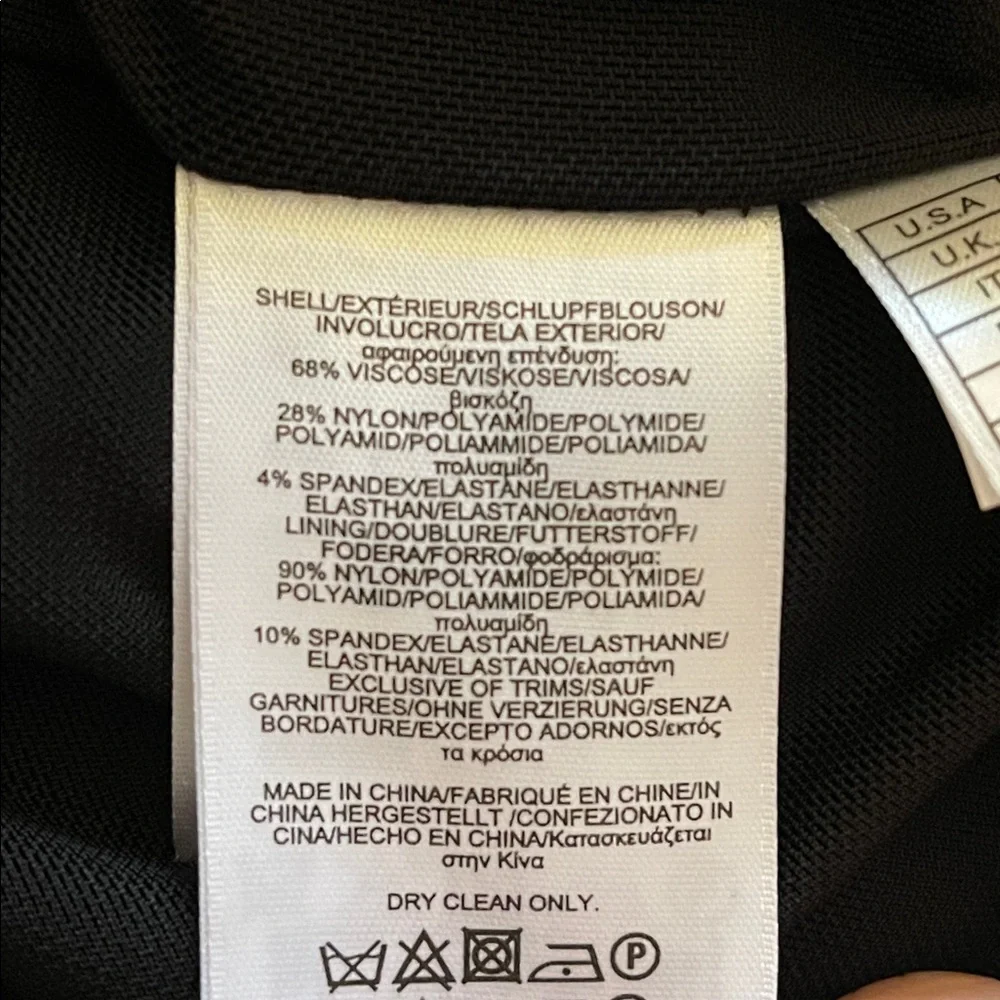 SHELL/EXTÉRIEUR/SCHLUPFBLOUSON/
INVOLUCRO/TELA EXTERIOR/
αφαιρούμενη επένδυση:
68% VISCOSE/VISKOSE/VISCOSA/
βισκόζη
28% NYLON/POLYAMIDE/POLYMIDE/
POLYAMID/POLIAMMIDE/POLIAMIDA/
πολυαμίδη
4% SPANDEX/ELASTANE/ELASTHANNE/
ELASTHAN/ELASTANO/ελαστάνη
LINING/DOUBLURE/FUTTERSTOFF/
FODERA/FORRO/φοδράρισμα:
90% NYLON/POLYAMIDE/POLYMIDE/
POLYAMID/POLIAMMIDE/POLIAMIDA/
πολυαμίδη
10% SPANDEX/ELASTANE/ELASTHANNE/
ELASTHAN/ELASTANO/ελαστάνη
EXCLUSIVE OF TRIMS/SAUF
GARNITURES/OHNE VERZIERUNG/SENZA
BORDATURE/EXCEPTO ADORNOS/εκτός
τα κρόσια
MADE IN CHINA/FABRIQUÉ EN CHINE/IN
CHINA HERGESTELLT /CONFEZIONATO IN
CINA/HECHO EN CHINA/Κατασκευάζεται
στην Κίνα
DRY CLEAN ONLY.
P
U.S.A
U.K.